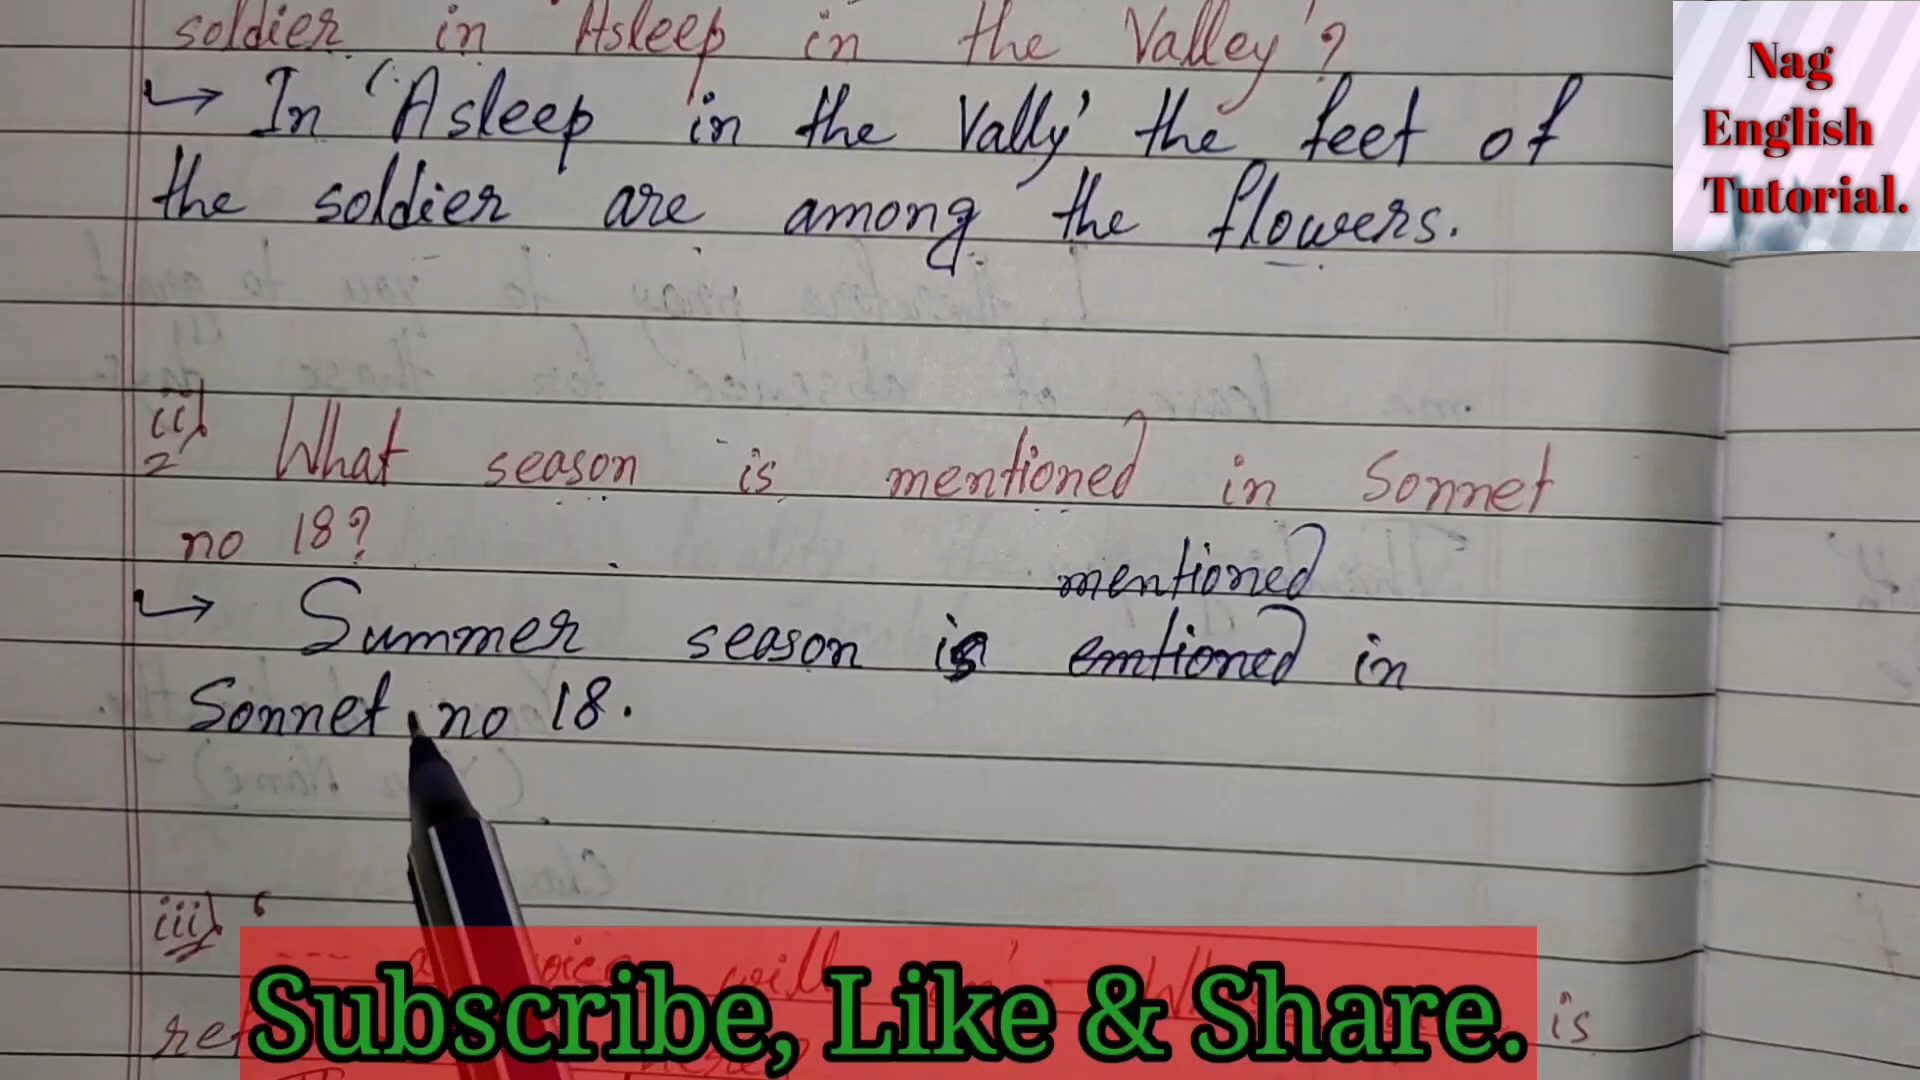 soldier in 'Asleep in the Valley'?
↳ In 'Asleep in the Vally' the feet of
the soldier are among the flowers.
ii) What season is mentioned in Sonnet
no 18?
mentioned
↳ Summer season is emtioned in
Sonnet no 18.
iii) '
will
is
Nag
English
Tutorial.
Subscribe, Like & Share.